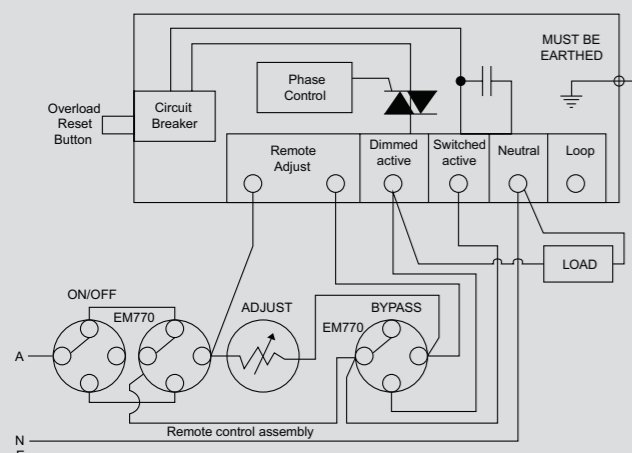 MUST BE
EARTHED
Phase
Control
Overload
Reset
Button
Circuit
Breaker
Remote
Adjust
Dimmed
active
Switched
active
Neutral
Loop
LOAD
ON/OFF
EM770
ADJUST
BYPASS
EM770
A
Remote control assembly
N